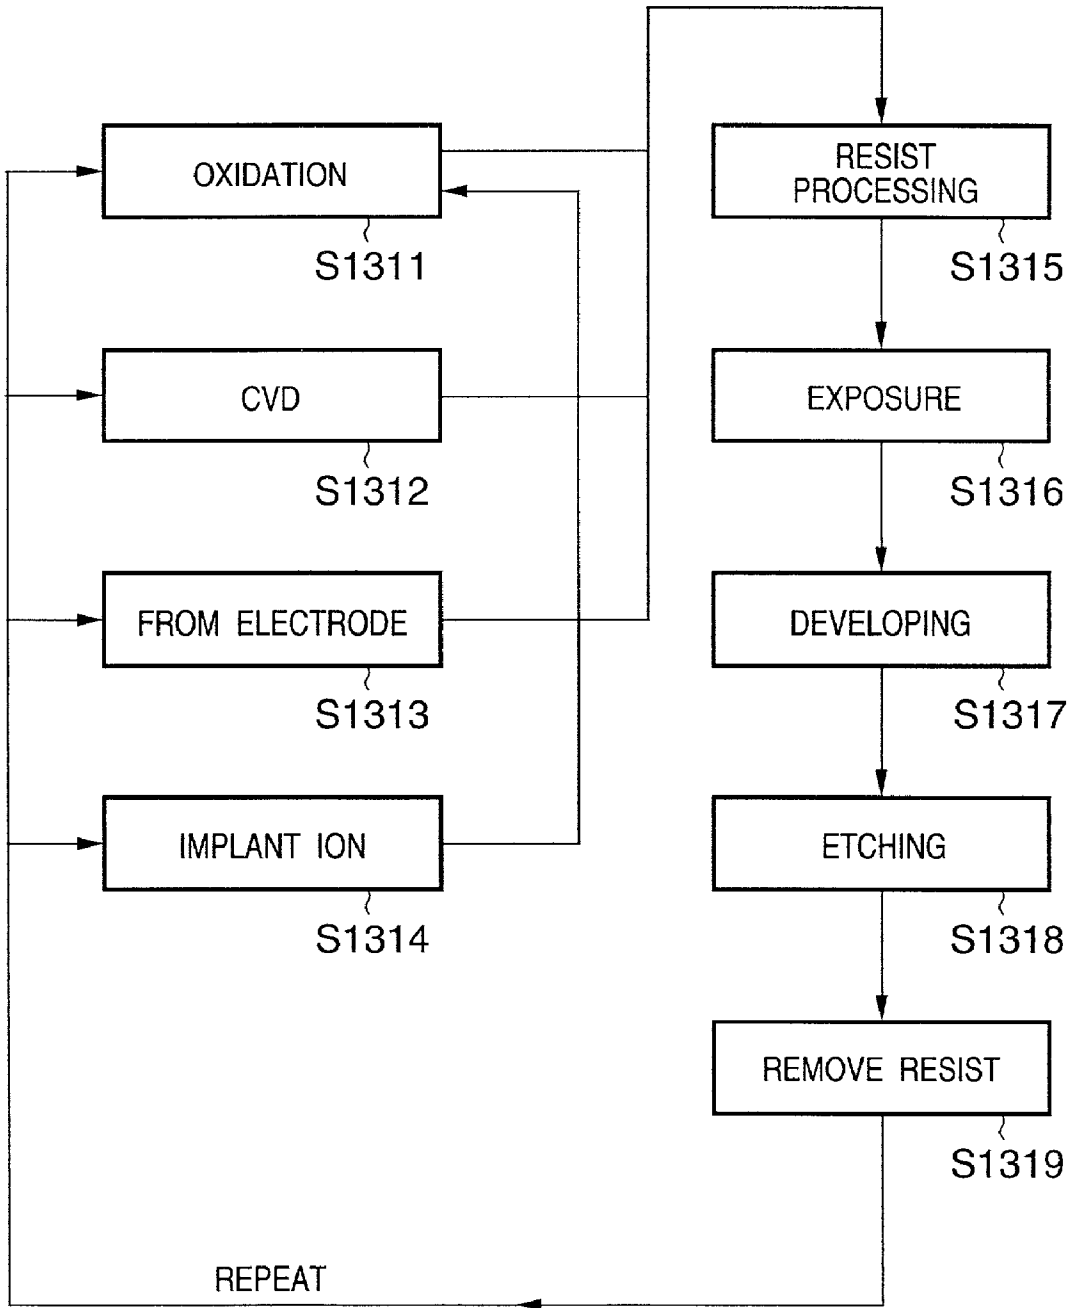 OXIDATION
S1311
CVD
S1312
FROM ELECTRODE
S1313
IMPLANT ION
S1314
RESIST
PROCESSING
S1315
EXPOSURE
S1316
DEVELOPING
S1317
ETCHING
S1318
REMOVE RESIST
S1319
REPEAT